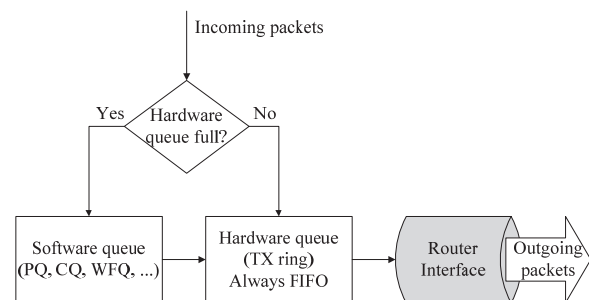 Incoming packets
Yes
No
Hardware
queue full?
Software queue
(PQ, CQ, WFQ, ...)
Hardware queue
(TX ring)
Always FIFO
Router
Interface
Outgoing
packets